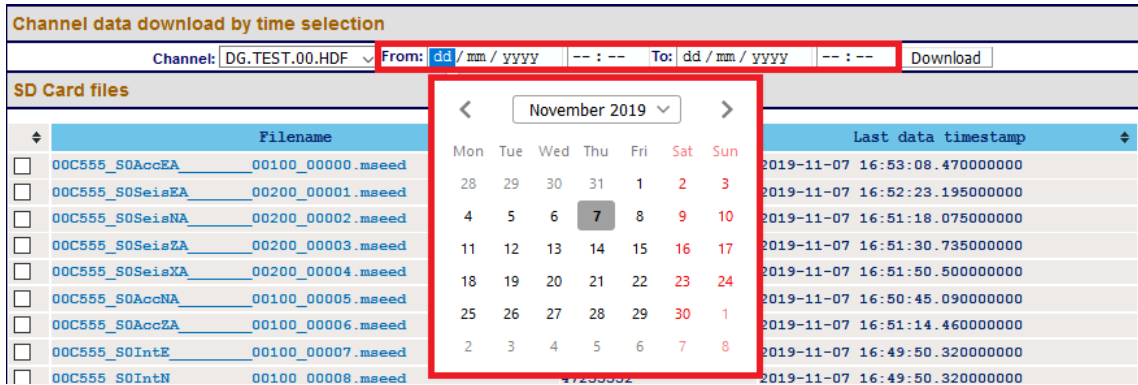 Channel data download by time selection
Channel: DG.TEST.00.HDF From: dd / mm / yyyy -- : -- To: dd / mm / yyyy -- : -- Download
SD Card files
November 2019
Filename Last data timestamp
Mon Tue Wed Thu Fri Sat Sun
28 29 30 31 1 2 3
4 5 6 7 8 9 10
11 12 13 14 15 16 17
18 19 20 21 22 23 24
25 26 27 28 29 30 1
2 3 4 5 6 7 8
00C555_S0AccEA________00100_00000.mseed 2019-11-07 16:53:08.470000000
00C555_S0SeisEA_______00200_00001.mseed 2019-11-07 16:52:23.195000000
00C555_S0SeisNA_______00200_00002.mseed 2019-11-07 16:51:18.075000000
00C555_S0SeisZA_______00200_00003.mseed 2019-11-07 16:51:30.735000000
00C555_S0SeisXA_______00200_00004.mseed 2019-11-07 16:51:50.500000000
00C555_S0AccNA________00100_00005.mseed 2019-11-07 16:50:45.090000000
00C555_S0AccZA________00100_00006.mseed 2019-11-07 16:51:14.460000000
00C555_S0IntE_________00100_00007.mseed 2019-11-07 16:49:50.320000000
00C555_S0IntN_________00100_00008.mseed 2019-11-07 16:49:50.320000000